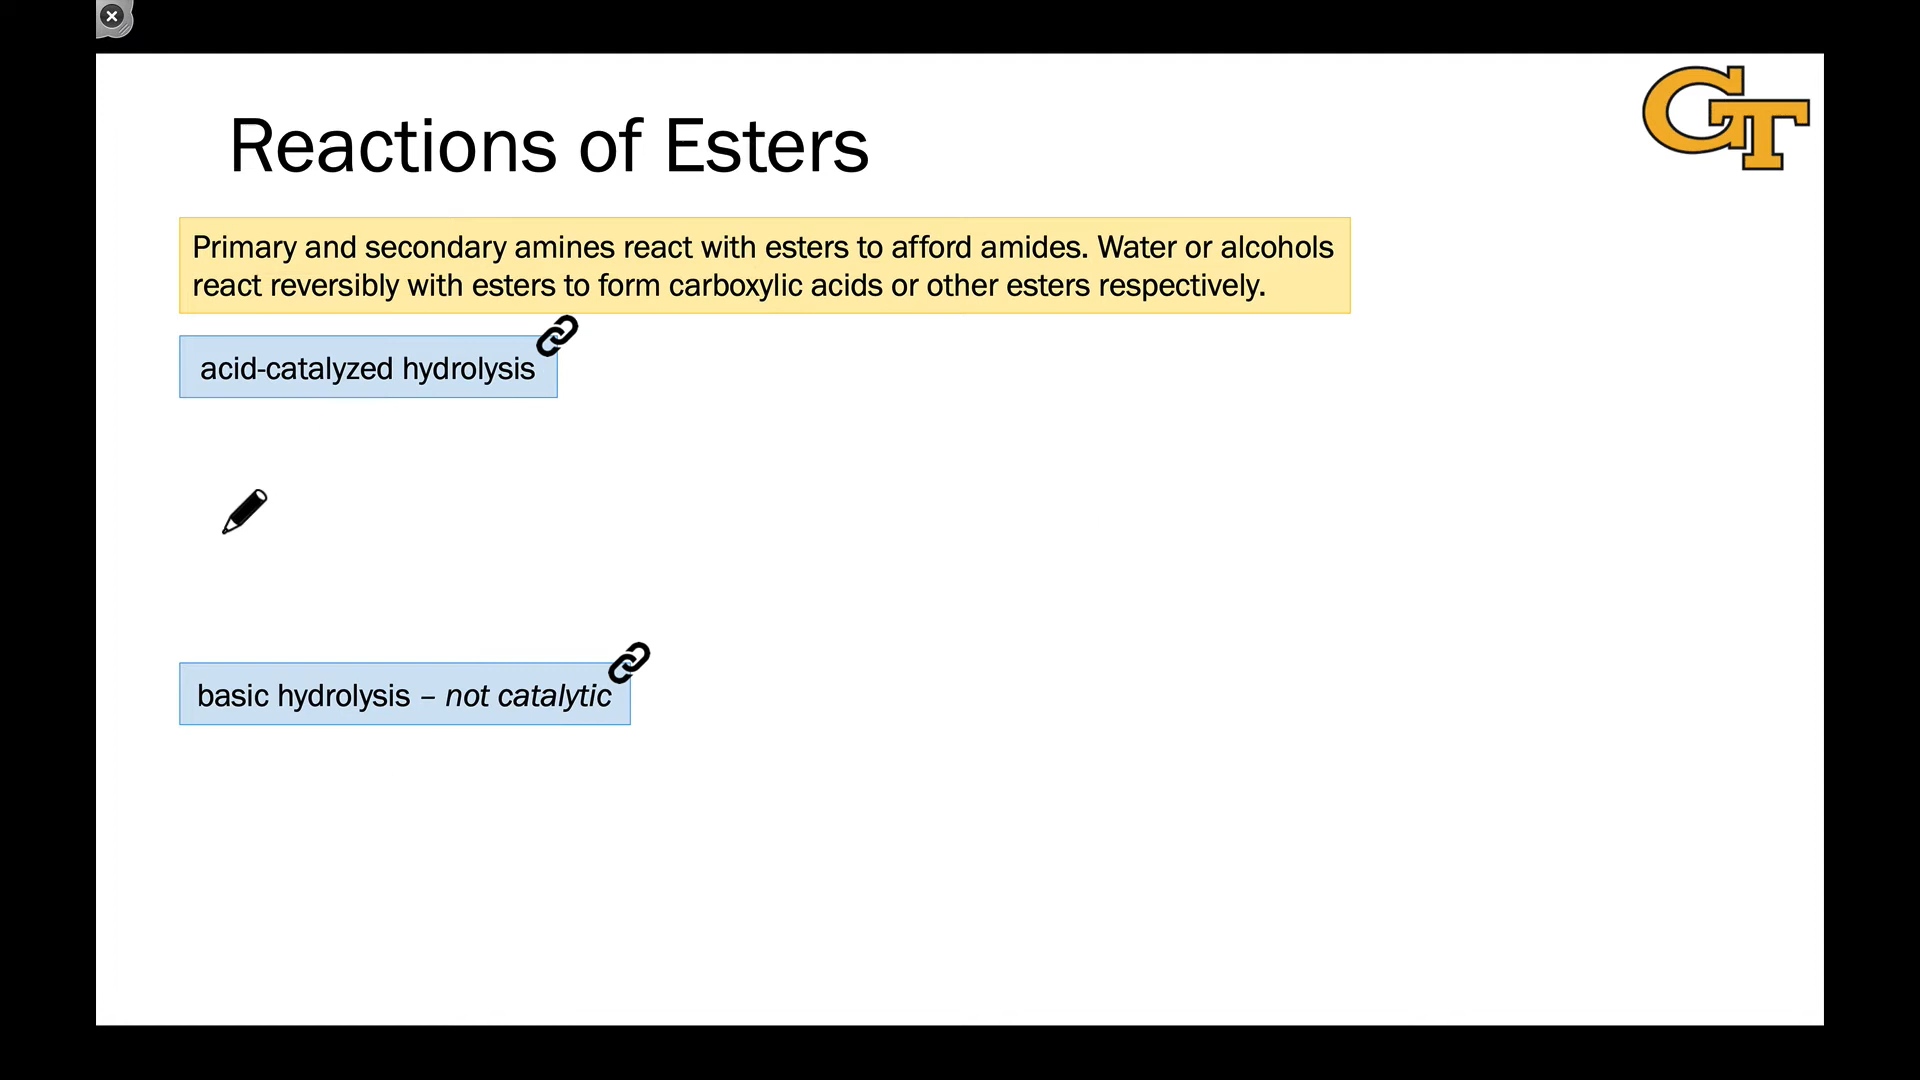 GT
Reactions of Esters
Primary and secondary amines react with esters to afford amides. Water or alcohols
react reversibly with esters to form carboxylic acids or other esters respectively.
acid-catalyzed hydrolysis
basic hydrolysis – not catalytic